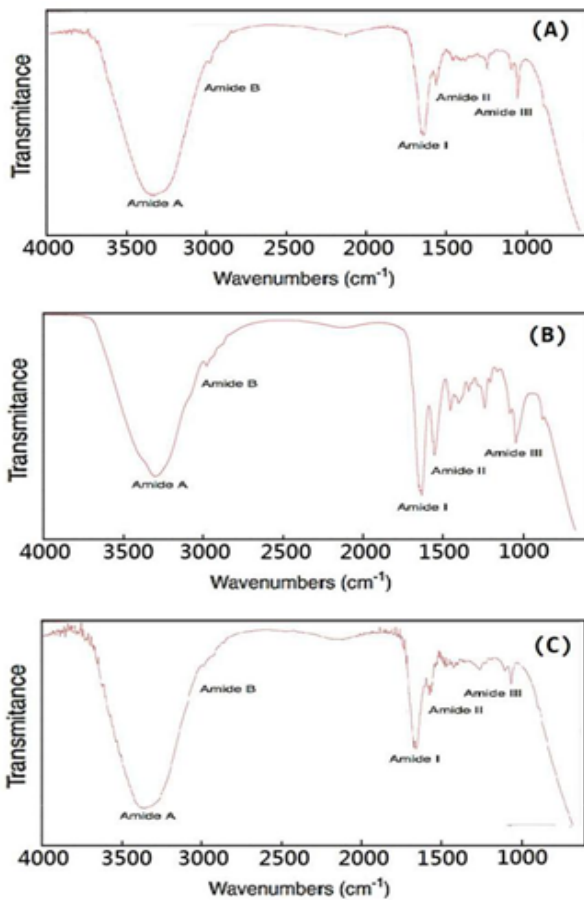 (A)
Transmitance
Amide B
Amide II
Amide III
Amide I
Amide A
4000 3500 3000 2500 2000 1500 1000
Wavenumbers (cm⁻¹)
(B)
Transmitance
Amide B
Amide III
Amide II
Amide A
Amide I
4000 3500 3000 2500 2000 1500 1000
Wavenumbers (cm⁻¹)
(C)
Transmitance
Amide B
Amide III
Amide II
Amide I
Amide A
4000 3500 3000 2500 2000 1500 1000
Wavenumbers (cm⁻¹)